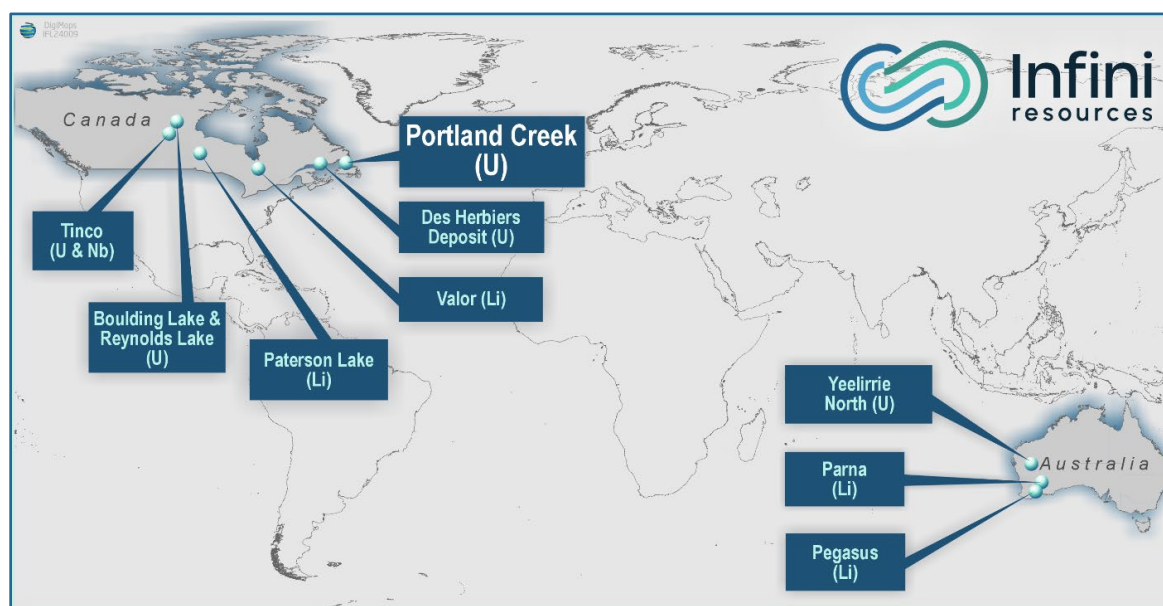 DigiMaps
IFI.24009
Infini
resources
Canada
Portland Creek
(U)
Des Herbiers
Deposit (U)
Valor (Li)
Tinco
(U & Nb)
Boulding Lake &
Reynolds Lake
(U)
Paterson Lake
(Li)
Yeelirrie
North (U)
Parna
(Li)
Pegasus
(Li)
Australia